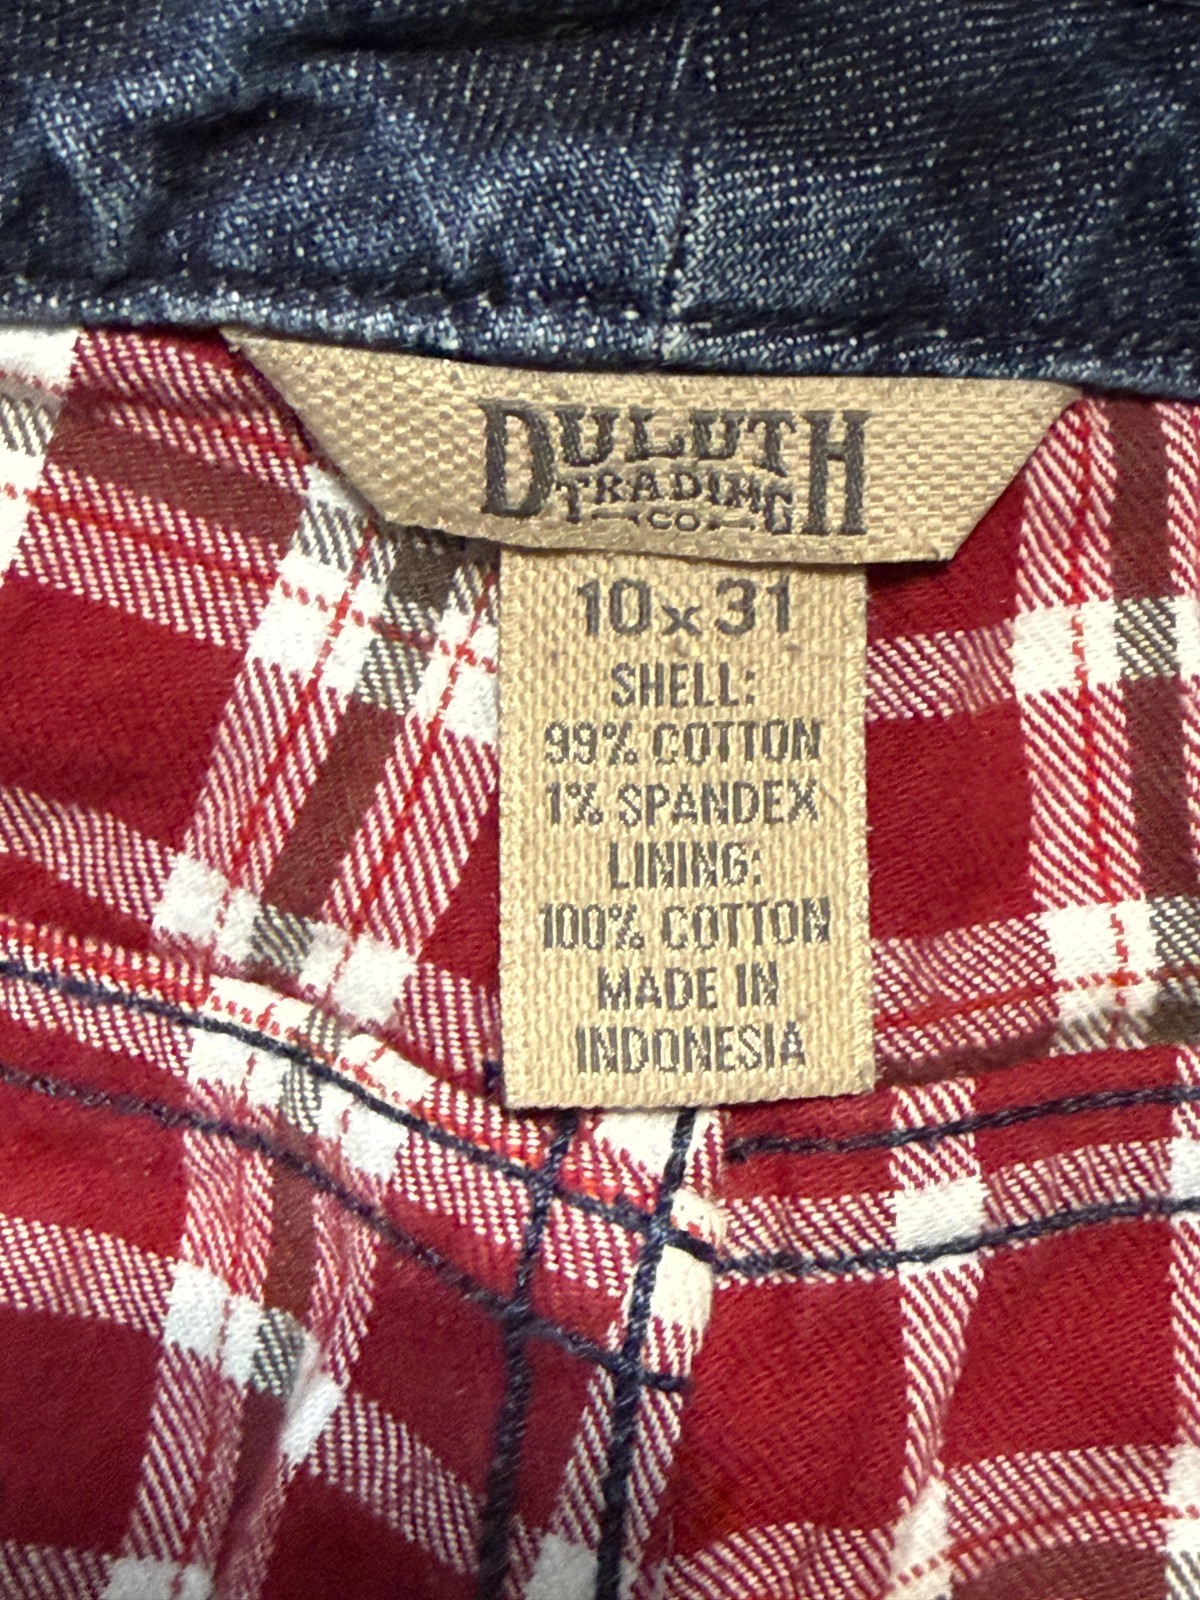 DULUTH
TRADING
CO
10x31
SHELL:
99% COTTON
1% SPANDEX
LINING:
100% COTTON
MADE IN
INDONESIA